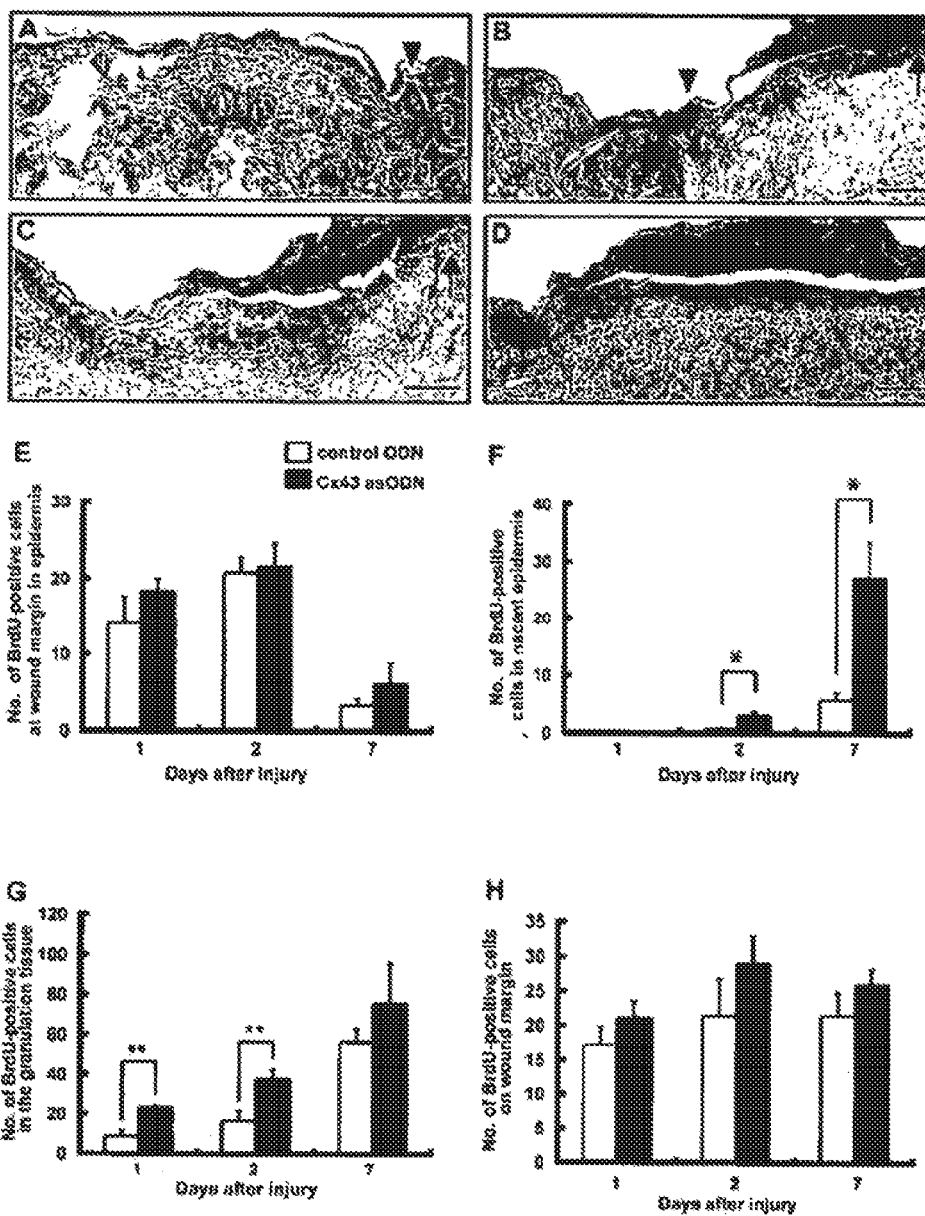 A
B
C
D
E
control ODN
Cx43 asODN
No. of BrdU-positive cells
at wound margin in epidermis
30
20
10
0
1
2
7
Days after injury
F
No. of BrdU-positive
cells in nscant epidermis
40
30
20
10
0
*
*
1
2
7
Days after injury
G
No. of BrdU-positive cells
in the granulation tissue
120
100
80
60
40
20
0
**
**
1
2
7
Days after injury
H
No. of BrdU-positive cells
on wound margin
35
30
25
20
15
10
5
0
1
2
7
Days after injury